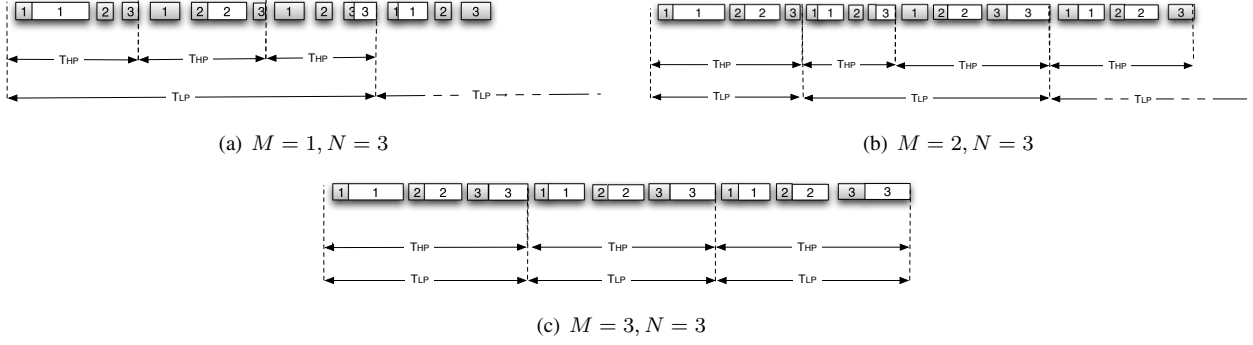 1 1 2 3 1 2 2 3 1 2 3 3 1 1 2 3
THP THP THP
TLP TLP
(a) M = 1, N = 3
1 1 2 2 3 1 1 2 3 1 2 2 3 3 1 1 2 2 3
THP THP THP THP
TLP TLP TLP
(b) M = 2, N = 3
1 1 2 2 3 3 1 1 2 2 3 3 1 1 2 2 3 3
THP THP THP
TLP TLP TLP
(c) M = 3, N = 3